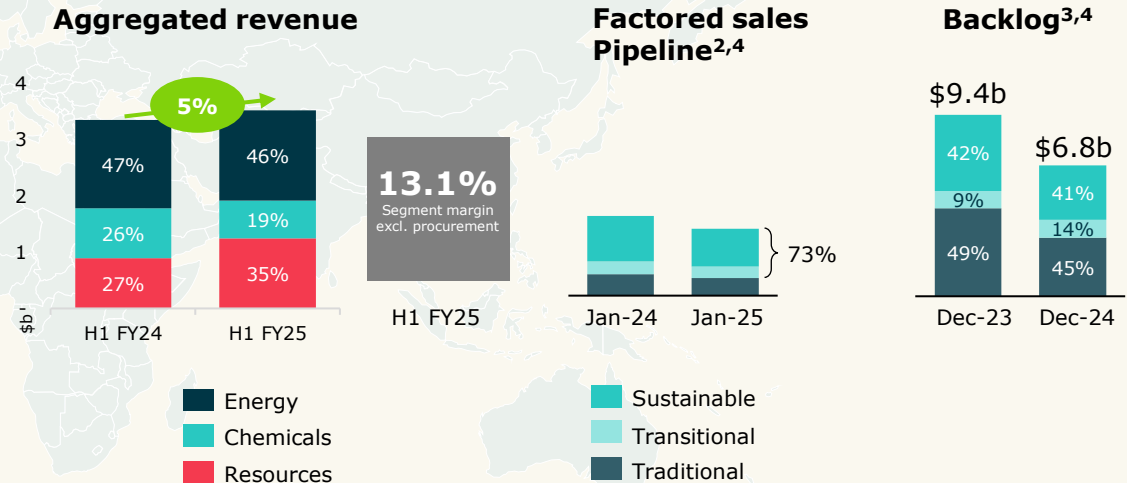 Aggregated revenue
4
3
2
1
$b¹
5%
47%
26%
27%
46%
19%
35%
H1 FY24
H1 FY25
Energy
Chemicals
Resources
13.1%
Segment margin
excl. procurement
H1 FY25
Factored sales
Pipeline2,4
73%
Jan-24
Jan-25
Sustainable
Transitional
Traditional
Backlog3,4
$9.4b
42%
9%
49%
$6.8b
41%
14%
45%
Dec-23
Dec-24